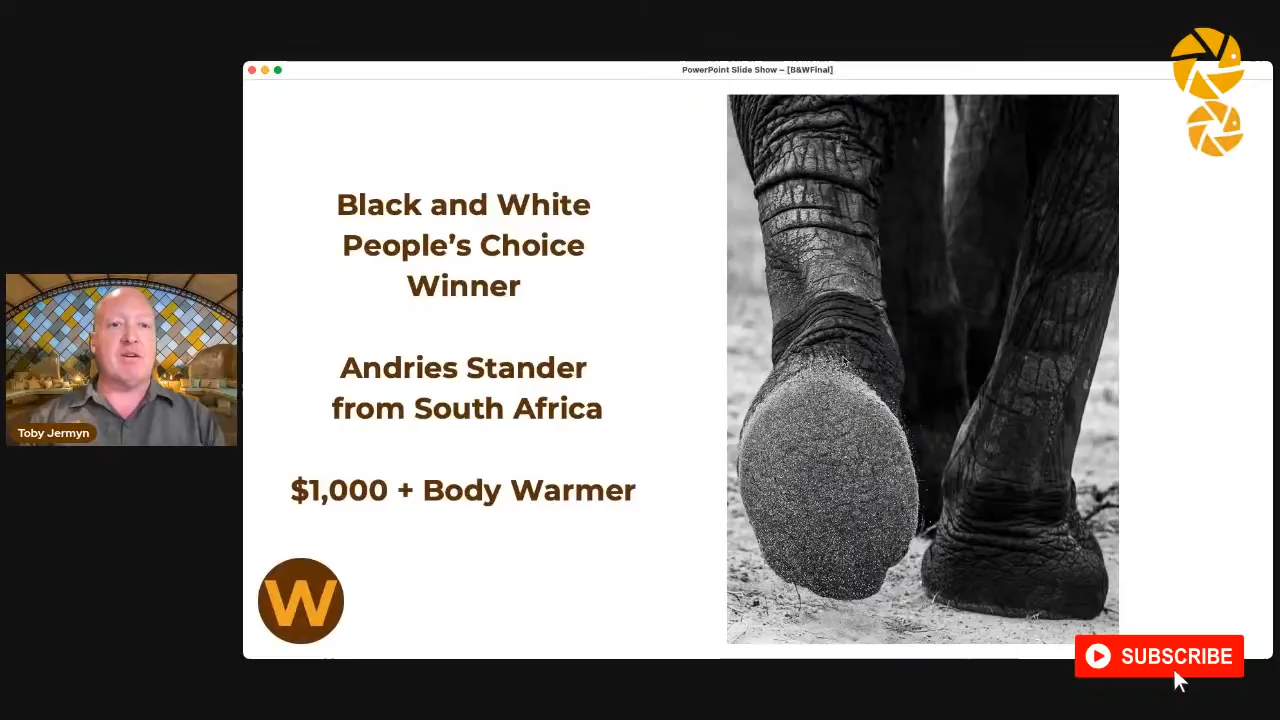 PowerPoint Slide Show – [B&WFinal]
Black and White
People’s Choice
Winner
Andries Stander
from South Africa
$1,000 + Body Warmer
Toby Jermyn
W
SUBSCRIBE